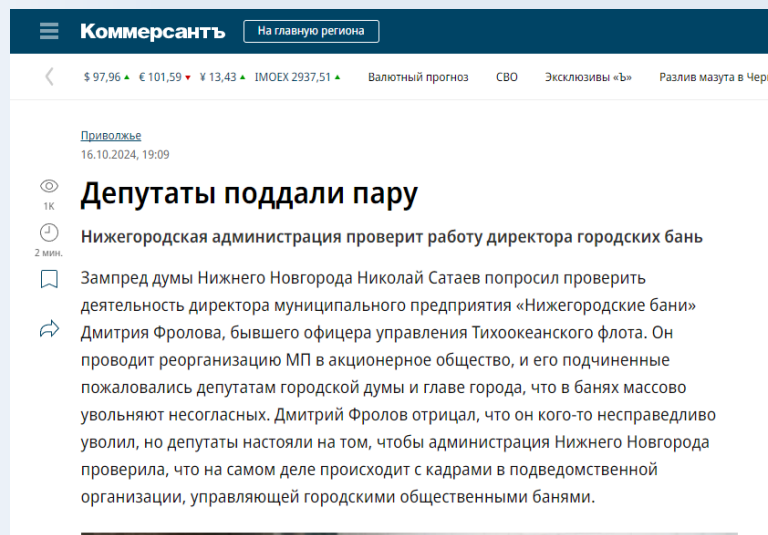 Коммерсантъ На главную региона
$ 97,96 ▲ € 101,59 ▼ ¥ 13,43 ▲ IMOEX 2937,51 ▲ Валютный прогноз СВО Эксклюзивы «Ъ» Разлив мазута в Чер
Приволжье
16.10.2024, 19:09
1K
Депутаты поддали пару
2 мин.
Нижегородская администрация проверит работу директора городских бань
Зампред думы Нижнего Новгорода Николай Сатаев попросил проверить
деятельность директора муниципального предприятия «Нижегородские бани»
Дмитрия Фролова, бывшего офицера управления Тихоокеанского флота. Он
проводит реорганизацию МП в акционерное общество, и его подчиненные
пожаловались депутатам городской думы и главе города, что в банях массово
увольняют несогласных. Дмитрий Фролов отрицал, что он кого-то несправедливо
уволил, но депутаты настояли на том, чтобы администрация Нижнего Новгорода
проверила, что на самом деле происходит с кадрами в подведомственной
организации, управляющей городскими общественными банями.